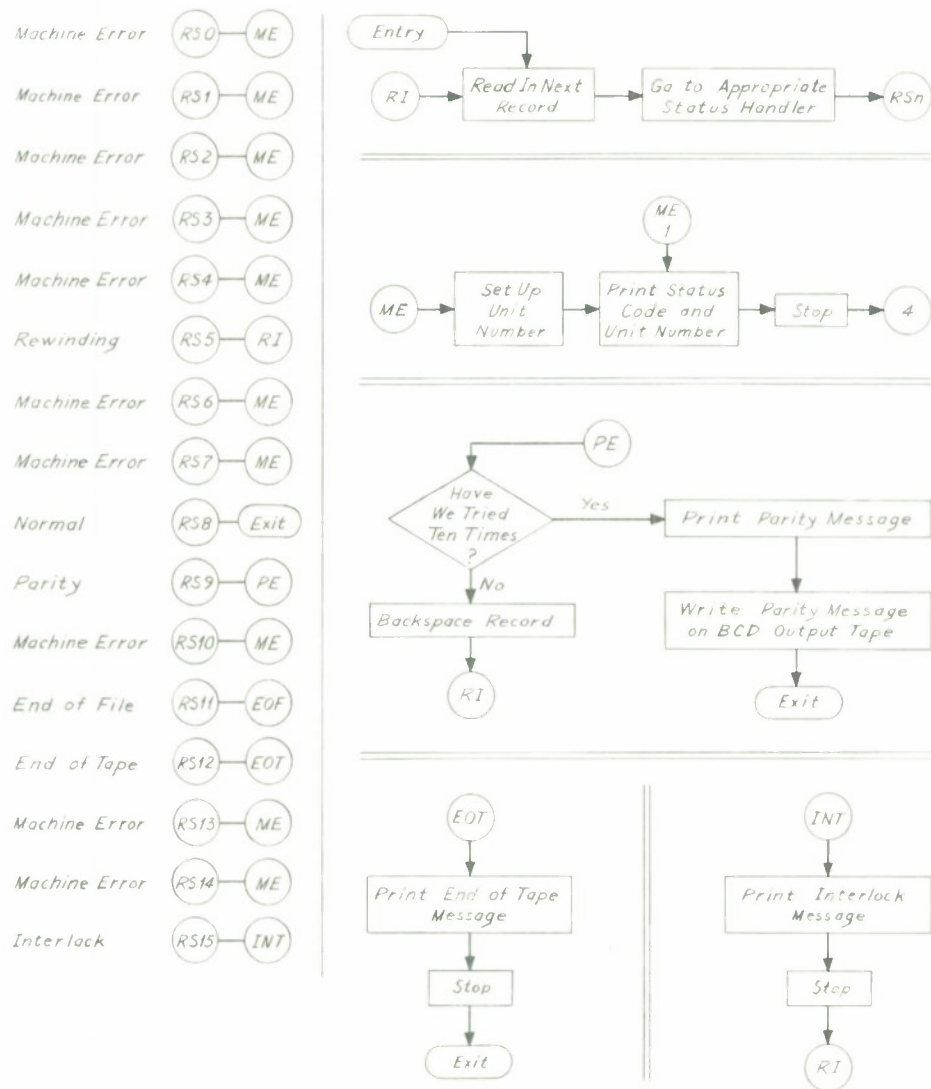 Machine Error RS0 ME
Machine Error RS1 ME
Machine Error RS2 ME
Machine Error RS3 ME
Machine Error RS4 ME
Rewinding RS5 RI
Machine Error RS6 ME
Machine Error RS7 ME
Normal RS8 Exit
Parity RS9 PE
Machine Error RS10 ME
End of File RS11 EOF
End of Tape RS12 EOT
Machine Error RS13 ME
Machine Error RS14 ME
Interlock RS15 INT
Entry
RI
Read In Next
Record
Go to Appropriate
Status Handler
RSn
ME
1
ME
Set Up
Unit
Number
Print Status
Code and
Unit Number
Stop
4
PE
Have
We Tried
Ten Times
?
Yes
Print Parity Message
No
Backspace Record
Write Parity Message
on BCD Output Tape
RI
Exit
EOT
Print End of Tape
Message
Stop
Exit
INT
Print Interlock
Message
Stop
RI